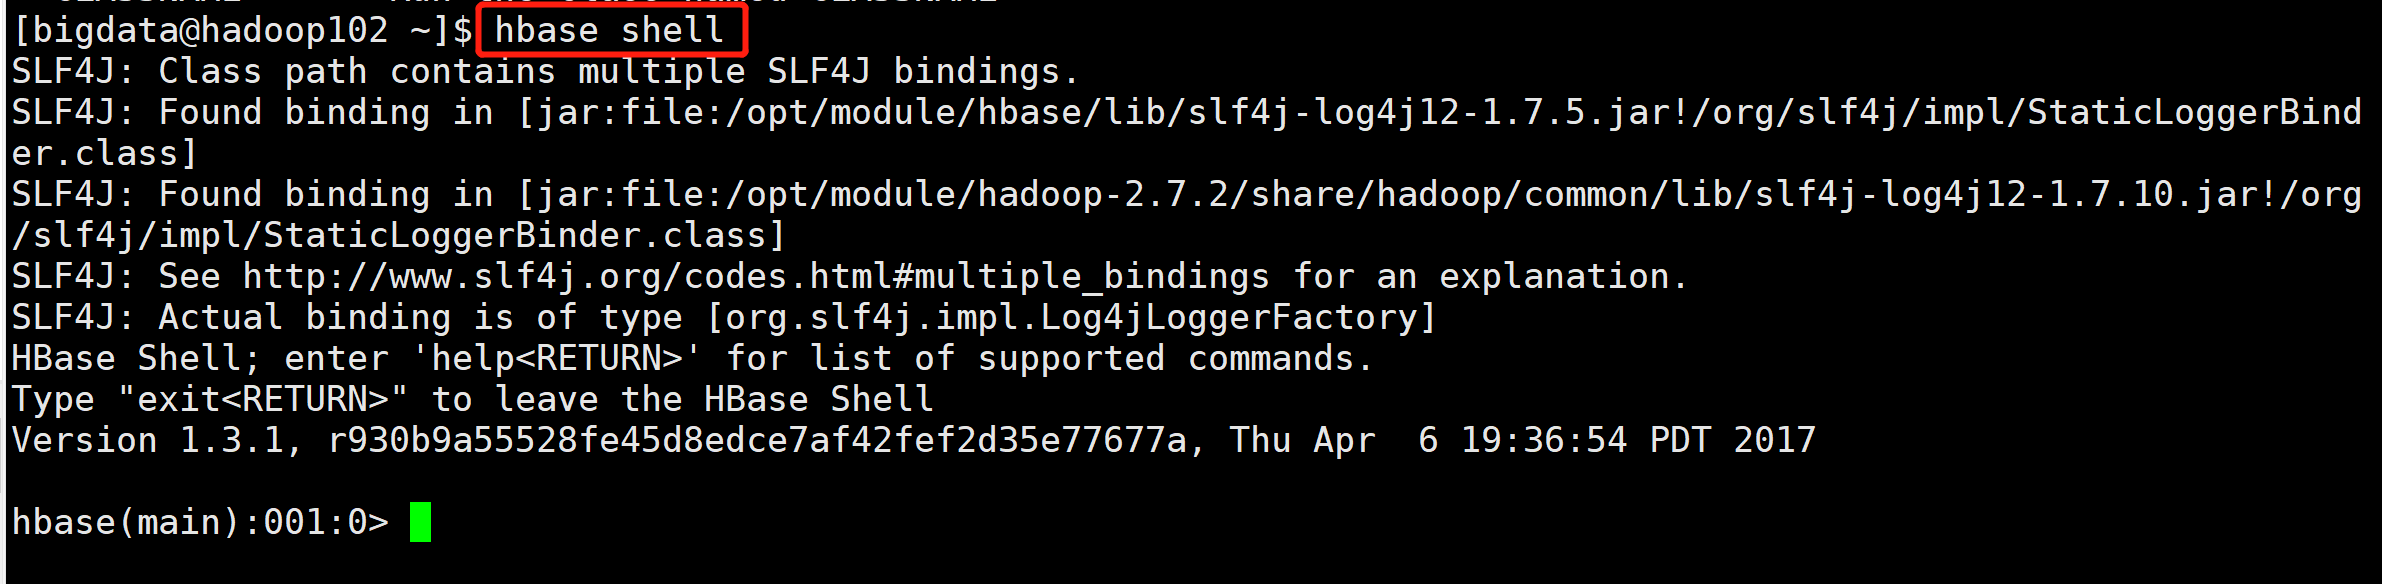 [bigdata@hadoop102 ~]$ hbase shell
SLF4J: Class path contains multiple SLF4J bindings.
SLF4J: Found binding in [jar:file:/opt/module/hbase/lib/slf4j-log4j12-1.7.5.jar!/org/slf4j/impl/StaticLoggerBind
er.class]
SLF4J: Found binding in [jar:file:/opt/module/hadoop-2.7.2/share/hadoop/common/lib/slf4j-log4j12-1.7.10.jar!/org
/slf4j/impl/StaticLoggerBinder.class]
SLF4J: See http://www.slf4j.org/codes.html#multiple_bindings for an explanation.
SLF4J: Actual binding is of type [org.slf4j.impl.Log4jLoggerFactory]
HBase Shell; enter 'help<RETURN>' for list of supported commands.
Type "exit<RETURN>" to leave the HBase Shell
Version 1.3.1, r930b9a55528fe45d8edce7af42fef2d35e77677a, Thu Apr  6 19:36:54 PDT 2017
hbase(main):001:0>